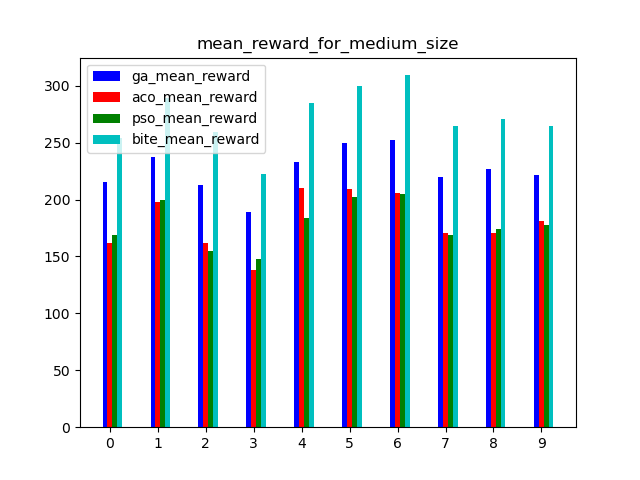 mean_reward_for_medium_size
ga_mean_reward
aco_mean_reward
pso_mean_reward
bite_mean_reward
300
250
200
150
100
50
0
0 1 2 3 4 5 6 7 8 9